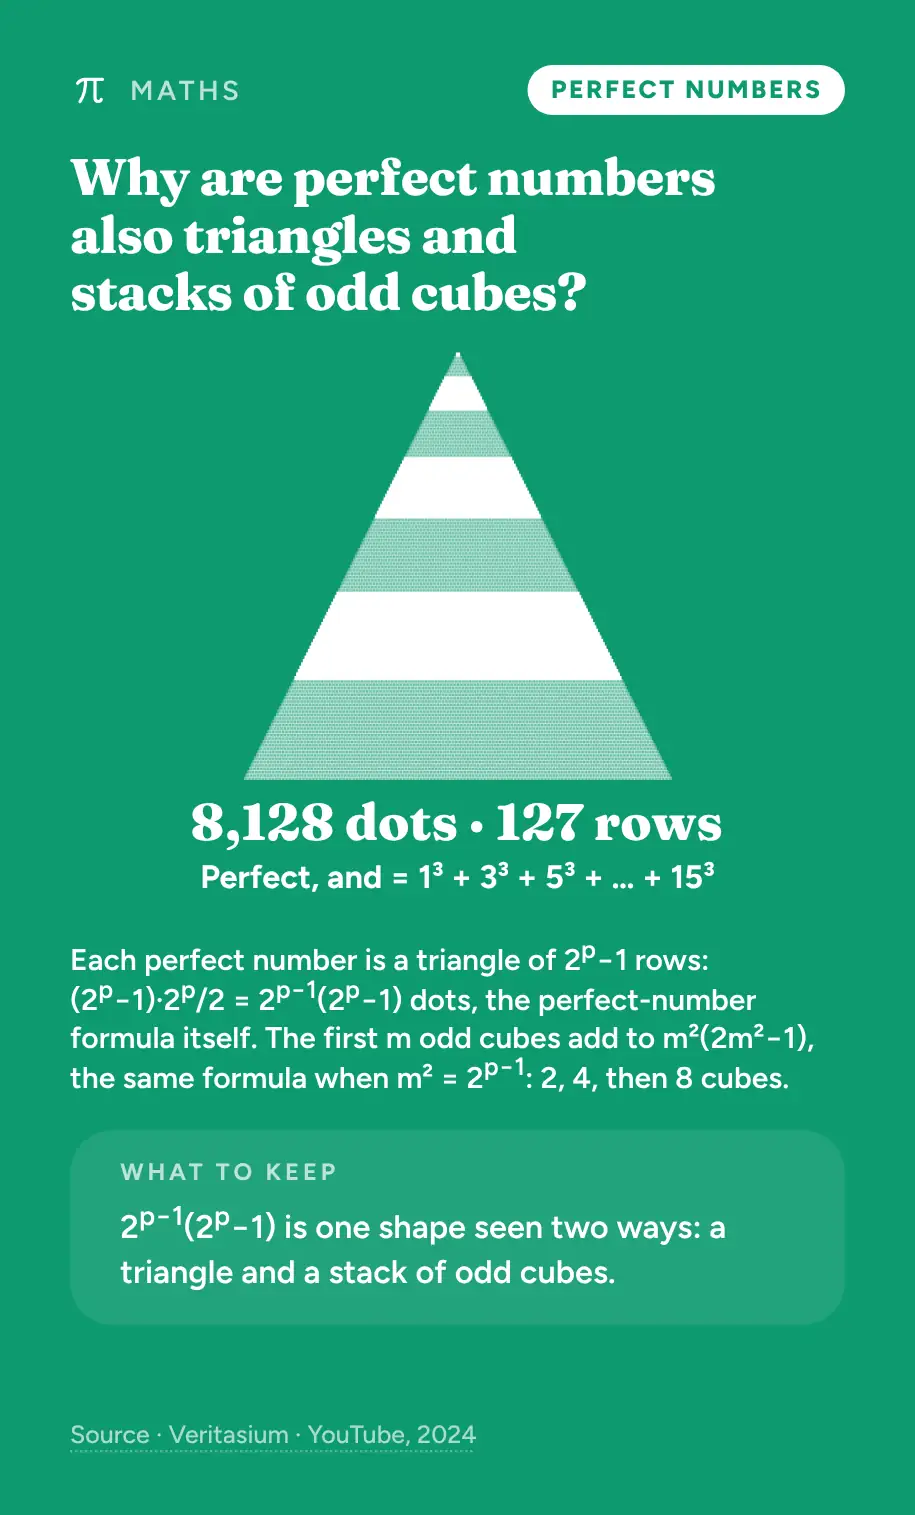 π MATHS
PERFECT NUMBERS
Why are perfect numbers
also triangles and
stacks of odd cubes?
8,128 dots · 127 rows
Perfect, and = 1³ + 3³ + 5³ + … + 15³
Each perfect number is a triangle of 2ᵖ−1 rows:
(2ᵖ−1)·2ᵖ/2 = 2ᵖ⁻¹(2ᵖ−1) dots, the perfect-number
formula itself. The first m odd cubes add to m²(2m²−1),
the same formula when m² = 2ᵖ⁻¹: 2, 4, then 8 cubes.
WHAT TO KEEP
2ᵖ⁻¹(2ᵖ−1) is one shape seen two ways: a
triangle and a stack of odd cubes.
Source · Veritasium · YouTube, 2024